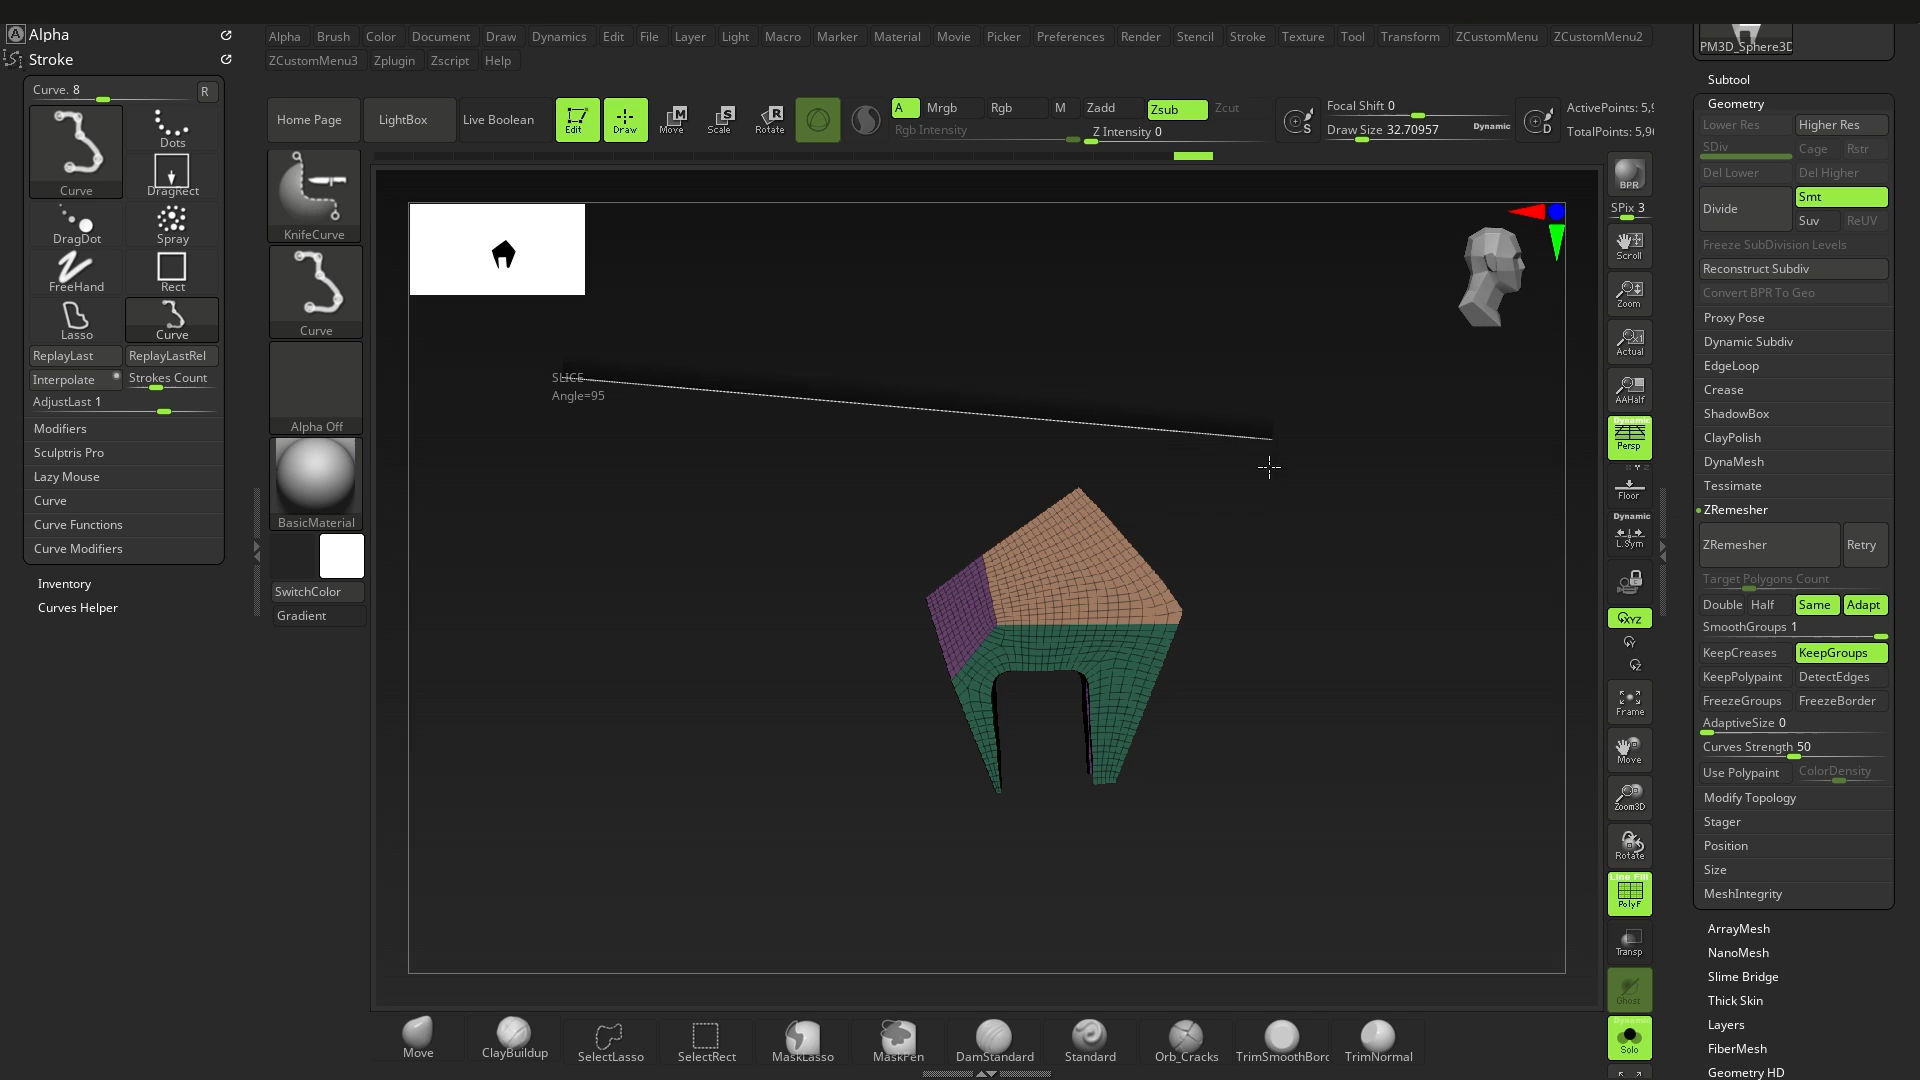 Alpha
Stroke
Curve. 8
R
Curve
Dots
DragRect
DragDot
Spray
FreeHand
Rect
Lasso
Curve
ReplayLast
ReplayLastRel
Interpolate
Strokes Count
AdjustLast 1
Modifiers
Sculptris Pro
Lazy Mouse
Curve
Curve Functions
Curve Modifiers
Inventory
Curves Helper
Alpha Brush Color Document Draw Dynamics Edit File Layer Light Macro Marker Material Movie Picker Preferences Render Stencil Stroke Texture Tool Transform ZCustomMenu ZCustomMenu2
ZCustomMenu3 Zplugin Zscript Help
Home Page
LightBox
Live Boolean
Edit
Draw
Move
Scale
Rotate
A
Mrgb
Rgb
M
Zadd
Zsub
Zcut
Rgb Intensity
Z Intensity 0
S
Focal Shift 0
Draw Size 32.70957
Dynamic
D
ActivePoints: 5,9
TotalPoints: 5,9
KnifeCurve
Curve
Alpha Off
BasicMaterial
SwitchColor
Gradient
SLICE
Angle=95
BPR
SPix 3
Scroll
Zoom
Actual
AAHalf
Dynamic
Persp
Floor
Dynamic
L.Sym
XYZ
Frame
Move
Zoom3D
Rotate
Line Fill
PolyF
Transp
Ghost
Dynamic
Solo
PM3D_Sphere3D
Subtool
Geometry
Lower Res
Higher Res
SDiv
Cage
Rstr
Del Lower
Del Higher
Divide
Smt
Suv
ReUV
Freeze SubDivision Levels
Reconstruct Subdiv
Convert BPR To Geo
Proxy Pose
Dynamic Subdiv
EdgeLoop
Crease
ShadowBox
ClayPolish
DynaMesh
Tessimate
ZRemesher
ZRemesher
Retry
Target Polygons Count
Double
Half
Same
Adapt
SmoothGroups 1
KeepCreases
KeepGroups
KeepPolypaint
DetectEdges
FreezeGroups
FreezeBorder
AdaptiveSize 0
Curves Strength 50
Use Polypaint
ColorDensity
Modify Topology
Stager
Position
Size
MeshIntegrity
ArrayMesh
NanoMesh
Slime Bridge
Thick Skin
Layers
FiberMesh
Geometry HD
Move
ClayBuildup
SelectLasso
SelectRect
MaskLasso
MaskPen
DamStandard
Standard
Orb_Cracks
TrimSmoothBorc
TrimNormal